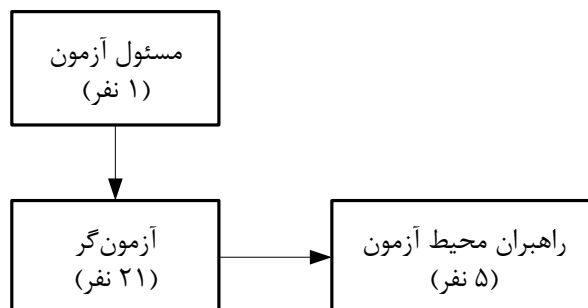 مسئول آزمون
(۱ نفر)
آزمون‌گر
(۲۱ نفر)
راهبران محیط آزمون
(۵ نفر)